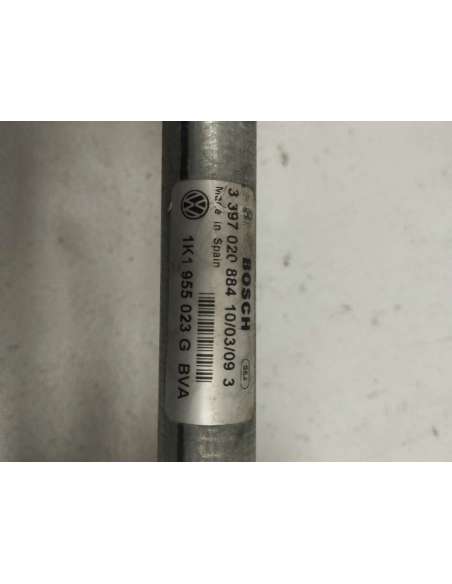 BOSCH
3 397 020 884 10/03/09 3
Made in Spain
1K1 955 023 G BVA